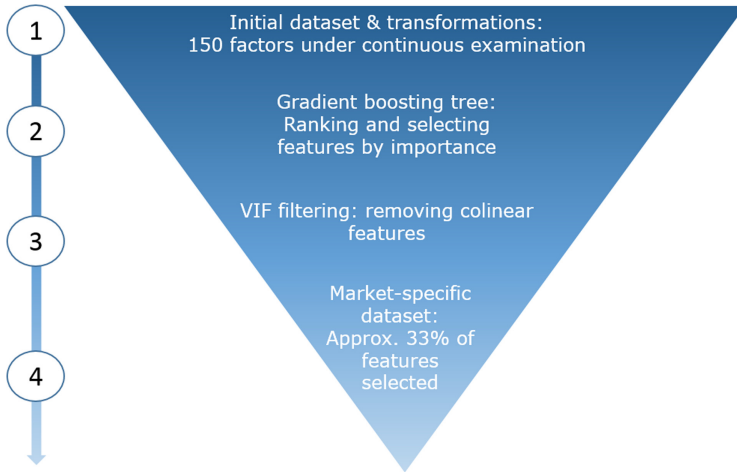 1
Initial dataset & transformations:
150 factors under continuous examination
2
Gradient boosting tree:
Ranking and selecting
features by importance
3
VIF filtering: removing colinear
features
4
Market-specific
dataset:
Approx. 33% of
features
selected